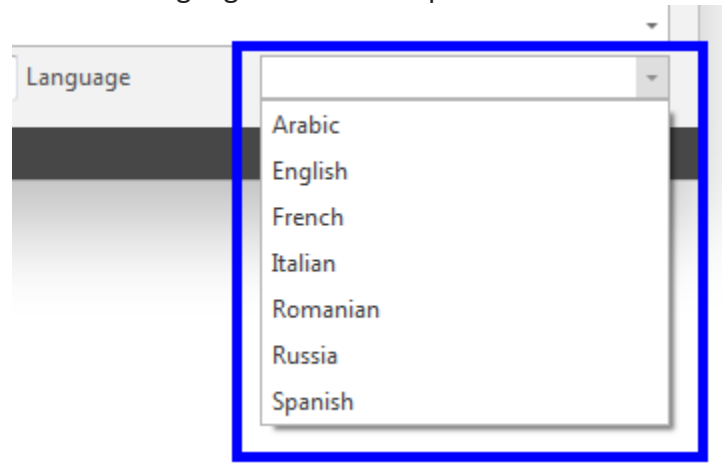 Language
Arabic
English
French
Italian
Romanian
Russia
Spanish